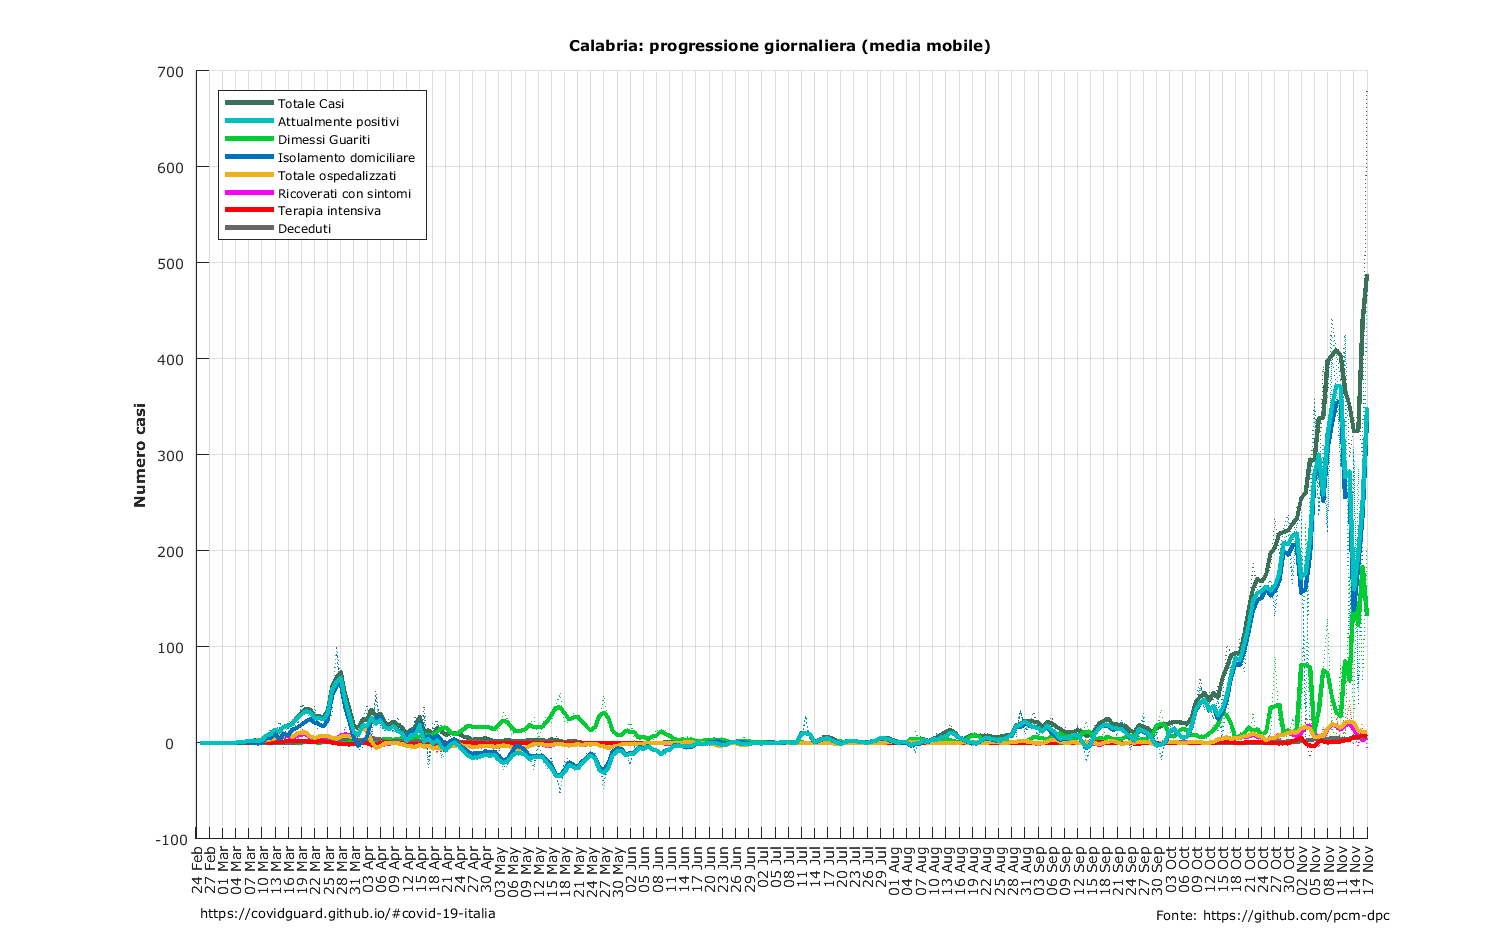 Calabria: progressione giornaliera (media mobile)
Numero casi
700
600
500
400
300
200
100
0
-100
Totale Casi
Attualmente positivi
Dimessi Guariti
Isolamento domiciliare
Totale ospedalizzati
Ricoverati con sintomi
Terapia intensiva
Deceduti
24 Feb
27 Feb
01 Mar
04 Mar
07 Mar
10 Mar
13 Mar
16 Mar
19 Mar
22 Mar
25 Mar
28 Mar
31 Mar
03 Apr
06 Apr
09 Apr
12 Apr
15 Apr
18 Apr
21 Apr
24 Apr
27 Apr
30 Apr
03 May
06 May
09 May
12 May
15 May
18 May
21 May
24 May
27 May
30 May
02 Jun
05 Jun
08 Jun
11 Jun
14 Jun
17 Jun
20 Jun
23 Jun
26 Jun
29 Jun
02 Jul
05 Jul
08 Jul
11 Jul
14 Jul
17 Jul
20 Jul
23 Jul
26 Jul
29 Jul
01 Aug
04 Aug
07 Aug
10 Aug
13 Aug
16 Aug
19 Aug
22 Aug
25 Aug
28 Aug
31 Aug
03 Sep
06 Sep
09 Sep
12 Sep
15 Sep
18 Sep
21 Sep
24 Sep
27 Sep
30 Sep
03 Oct
06 Oct
09 Oct
12 Oct
15 Oct
18 Oct
21 Oct
24 Oct
27 Oct
30 Oct
02 Nov
05 Nov
08 Nov
11 Nov
14 Nov
17 Nov
https://covidguard.github.io/#covid-19-italia
Fonte: https://github.com/pcm-dpc